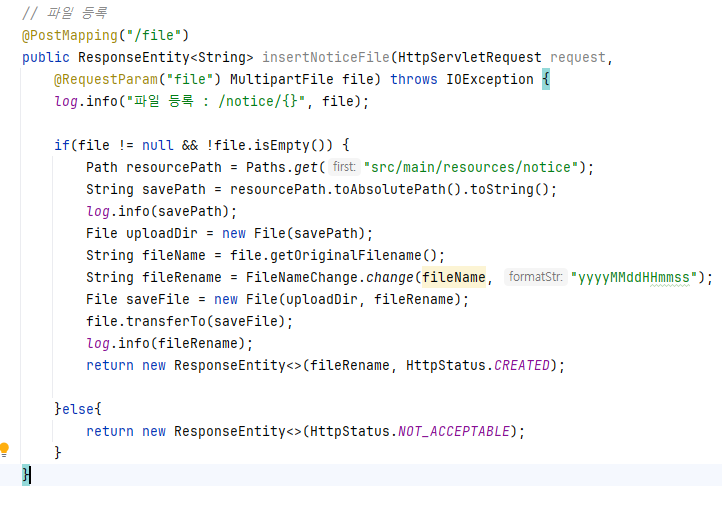 // 파일 등록
@PostMapping("/file")
public ResponseEntity<String> insertNoticeFile(HttpServletRequest request,
@RequestParam("file") MultipartFile file) throws IOException {
log.info("파일 등록 : /notice/{}", file);
if(file != null && !file.isEmpty()) {
Path resourcePath = Paths.get( first: "src/main/resources/notice");
String savePath = resourcePath.toAbsolutePath().toString();
log.info(savePath);
File uploadDir = new File(savePath);
String fileName = file.getOriginalFilename();
String fileRename = FileNameChange.change(fileName, formatStr: "yyyyMMddHHmmss");
File saveFile = new File(uploadDir, fileRename);
file.transferTo(saveFile);
log.info(fileRename);
return new ResponseEntity<>(fileRename, HttpStatus.CREATED);
}else{
return new ResponseEntity<>(HttpStatus.NOT_ACCEPTABLE);
}
}